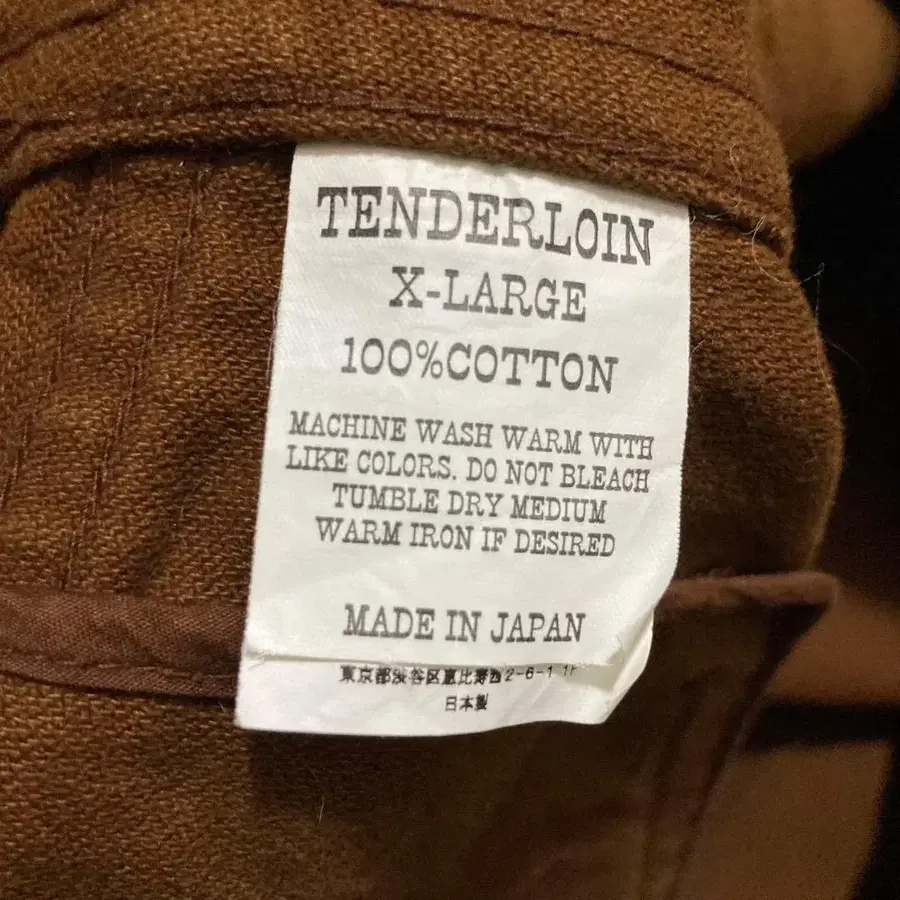 TENDERLOIN
X-LARGE
100%COTTON
MACHINE WASH WARM WITH
LIKE COLORS. DO NOT BLEACH
TUMBLE DRY MEDIUM
WARM IRON IF DESIRED
MADE IN JAPAN
東京都渋谷区恵比寿西2-6-1
日本製